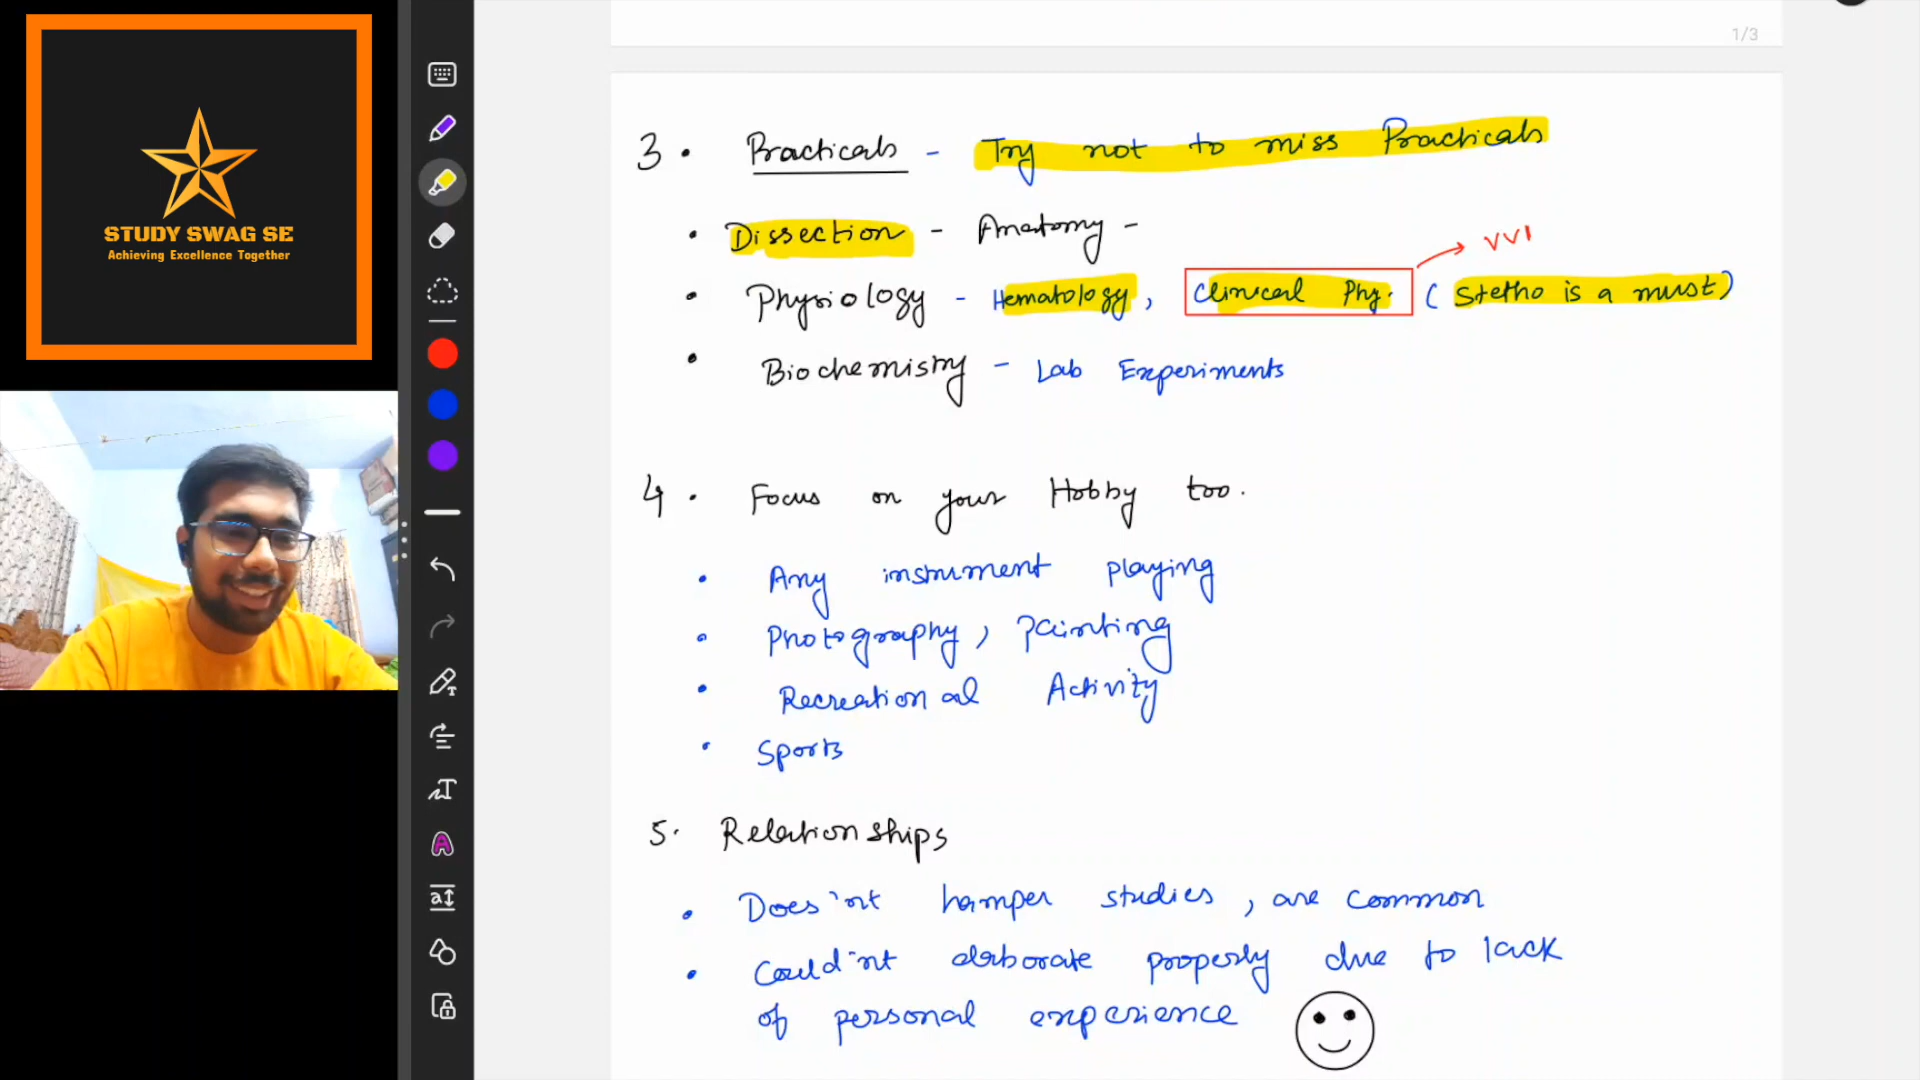 STUDY SWAG SE
Achieving Excellence Together
1/3
3. Practicals - Try not to miss Practicals
• Dissection - Anatomy -
VVI
• Physiology - Hematology, Clinical Phy. (Stetho is a must)
• Biochemistry - Lab Experiments
4. Focus on your Hobby too.
• Any instrument playing
• Photography, Painting
• Recreational Activity
• Sports
5. Relationships
• Does'nt hamper studies, are common
• Could'nt elaborate properly due to lack
of personal experience